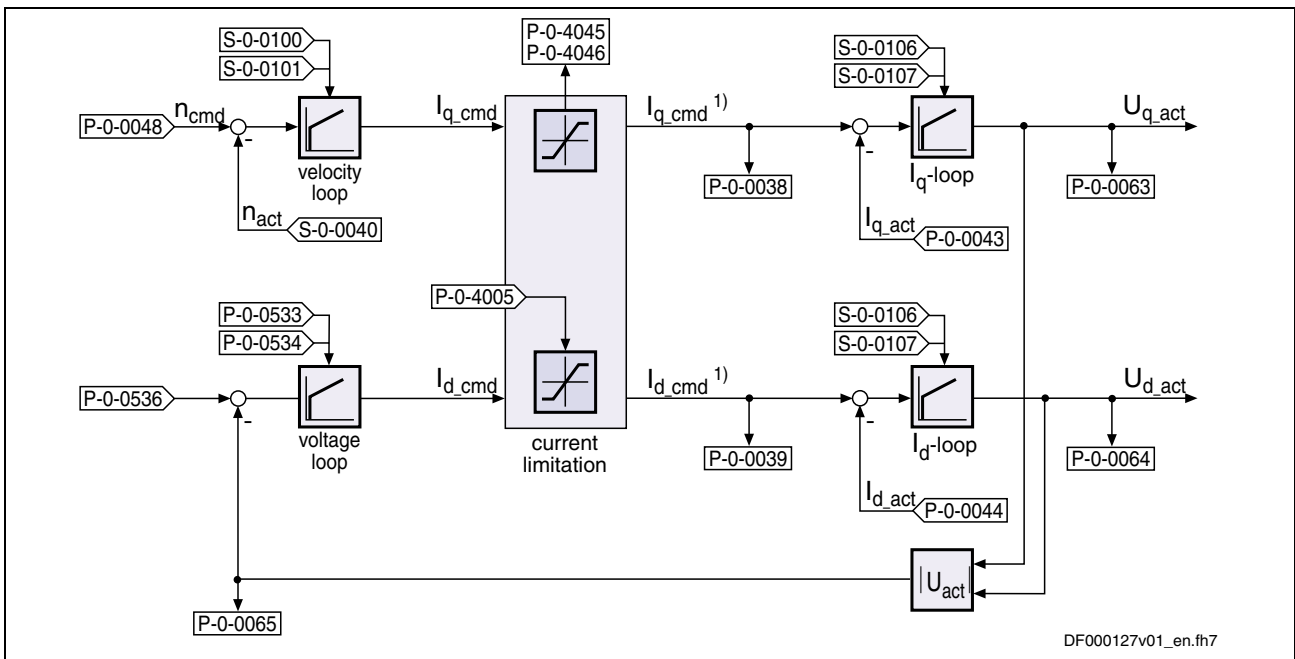 S-0-0100
S-0-0101
P-0-4045
P-0-4046
S-0-0106
S-0-0107
P-0-0048
n_cmd
-
velocity
loop
I_q_cmd
I_q_cmd 1)
P-0-0038
-
I_q-loop
U_q_act
P-0-0063
n_act
S-0-0040
I_q_act
P-0-0043
P-0-4005
P-0-0533
P-0-0534
S-0-0106
S-0-0107
P-0-0536
-
voltage
loop
I_d_cmd
current
limitation
I_d_cmd 1)
P-0-0039
-
I_d-loop
U_d_act
P-0-0064
I_d_act
P-0-0044
|U_act|
P-0-0065
DF000127v01_en.fh7